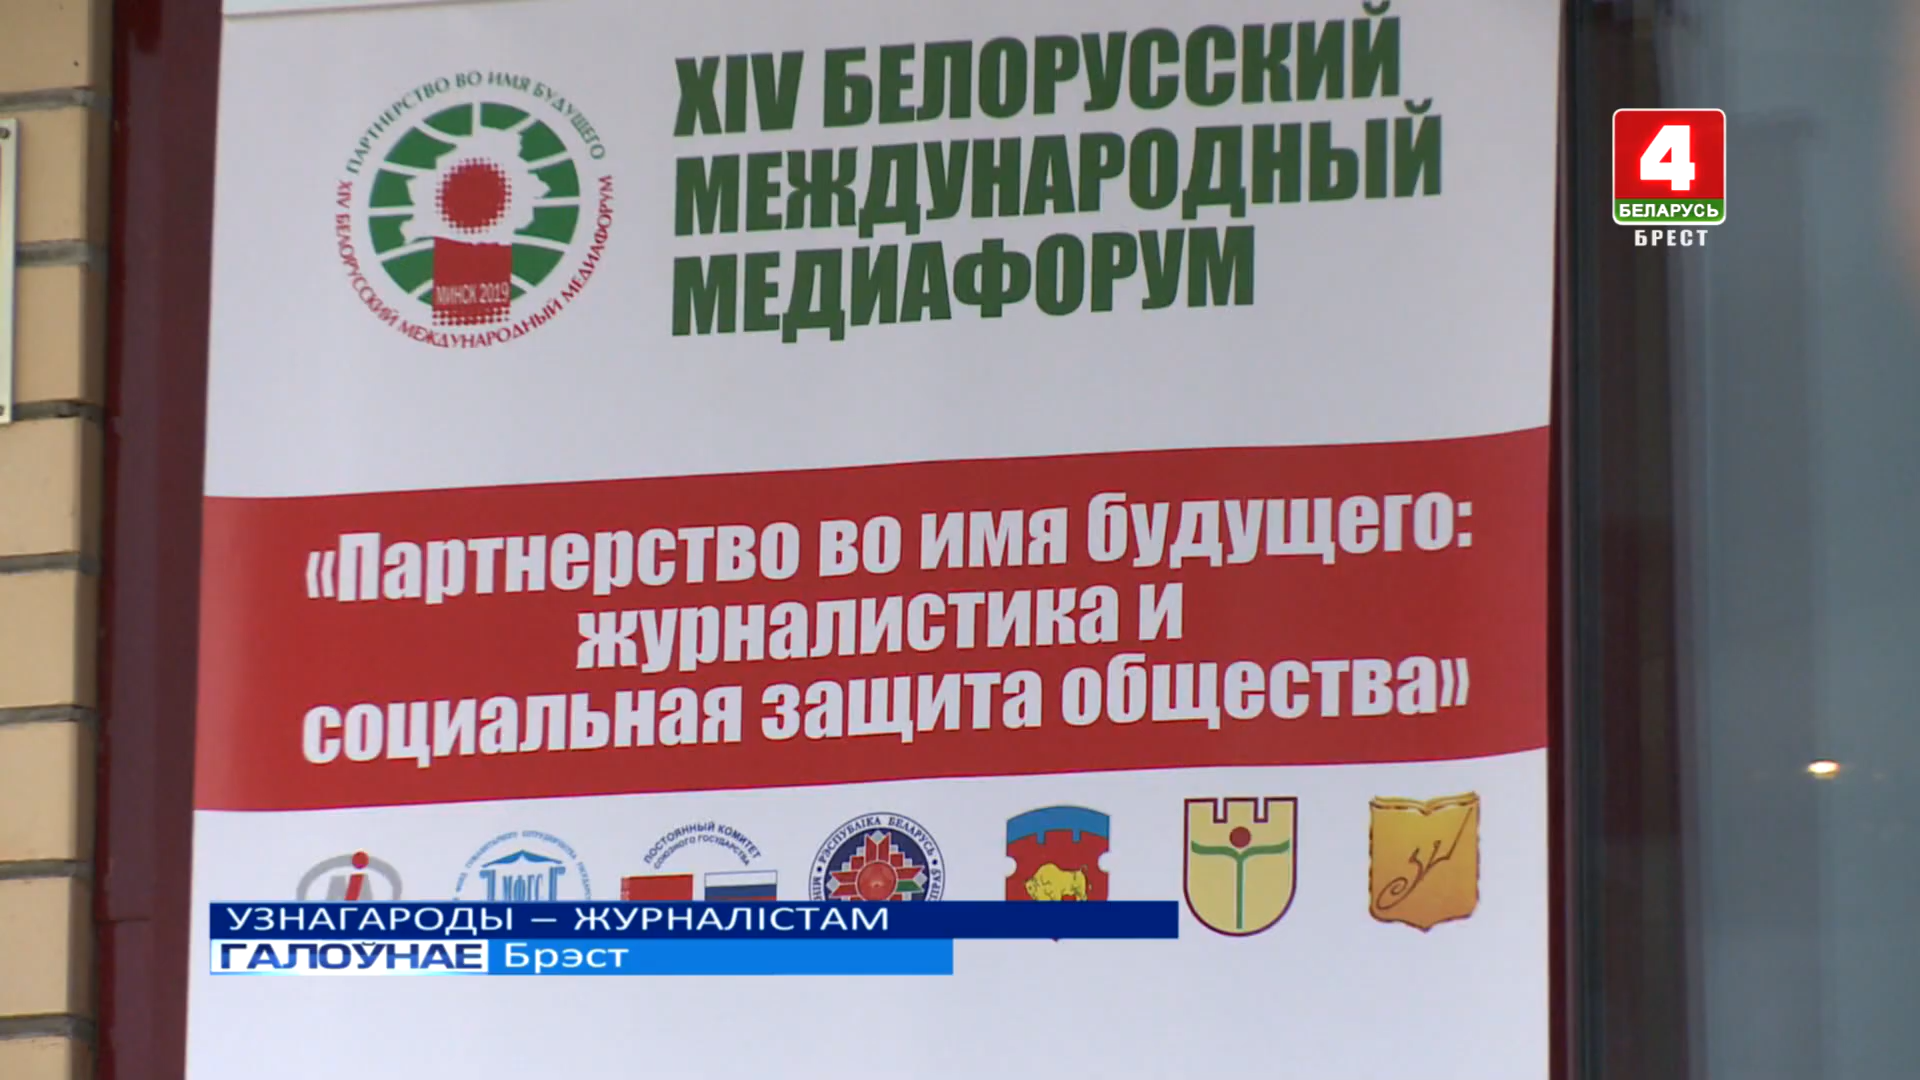 XIV БЕЛОРУССКИЙ
МЕЖДУНАРОДНЫЙ
МЕДИАФОРУМ
ПАРТНЕРСТВО ВО ИМЯ БУДУЩЕГО
XIV БЕЛОРУССКИЙ МЕЖДУНАРОДНЫЙ МЕДИАФОРУМ
МИНСК 2019
4
БЕЛАРУСЬ
БРЕСТ
«Партнерство во имя будущего:
журналистика и
социальная защита общества»
МФГС
ПОСТОЯННЫЙ КОМИТЕТ
СОЮЗНОГО ГОСУДАРСТВА
РЭСПУБЛІКА БЕЛАРУСЬ
УЗНАГАРОДЫ – ЖУРНАЛІСТАМ
ГАЛОЎНАЕ Брэст